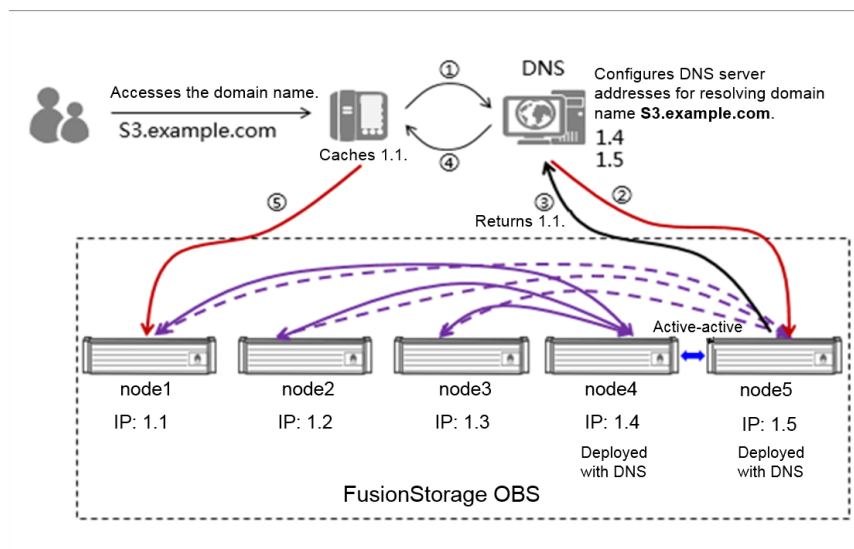 ①
DNS
Configures DNS server
addresses for resolving domain
name S3.example.com.
1.4
1.5
Accesses the domain name.
S3.example.com
Caches 1.1.
④
⑤
③
②
Returns 1.1.
Active-active
node1
node2
node3
node4
node5
IP: 1.1
IP: 1.2
IP: 1.3
IP: 1.4
IP: 1.5
Deployed
with DNS
Deployed
with DNS
FusionStorage OBS